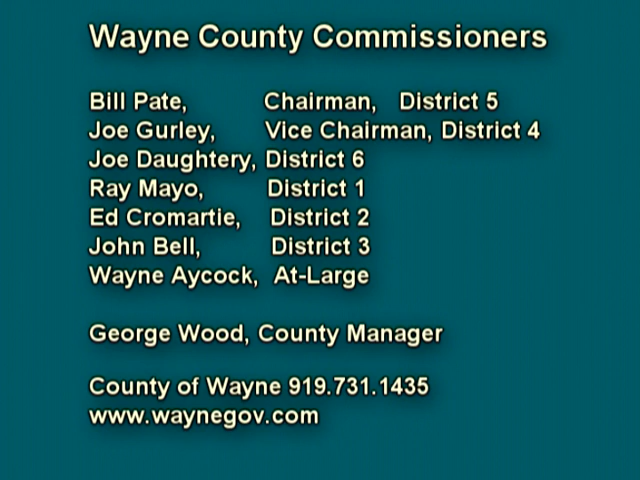 Wayne County Commissioners
Bill Pate, Chairman, District 5
Joe Gurley, Vice Chairman, District 4
Joe Daughtery, District 6
Ray Mayo, District 1
Ed Cromartie, District 2
John Bell, District 3
Wayne Aycock, At-Large
George Wood, County Manager
County of Wayne 919.731.1435
www.waynegov.com